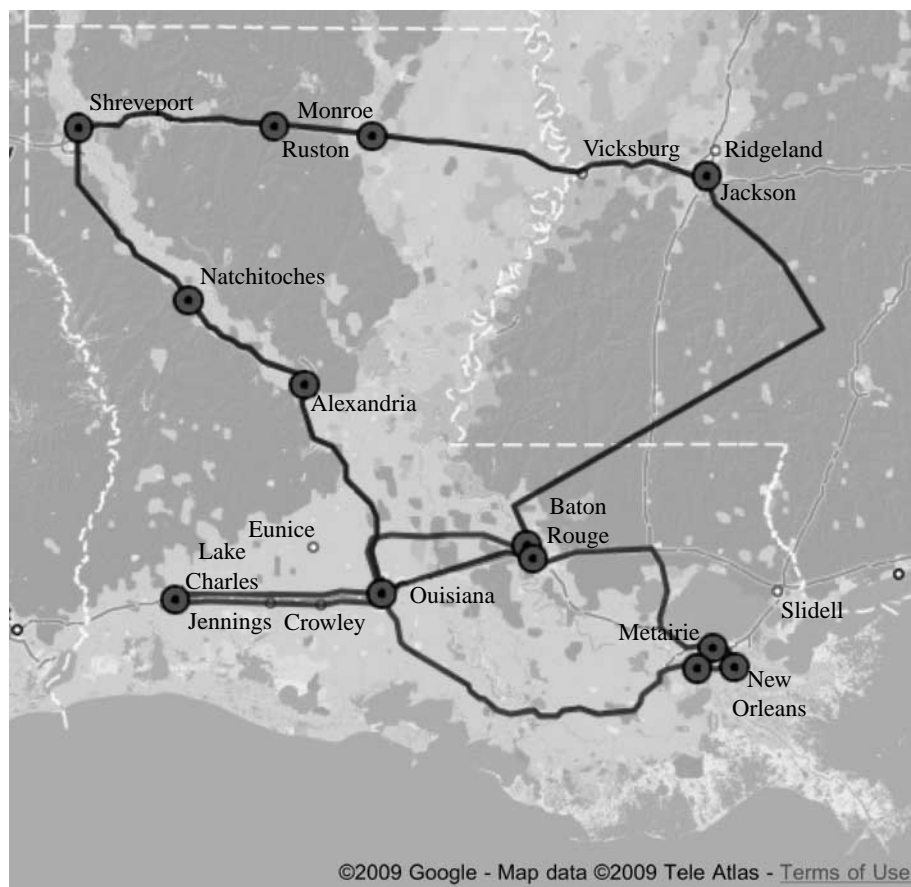 Shreveport
Monroe
Ruston
Vicksburg
Ridgeland
Jackson
Natchitoches
Alexandria
Baton
Rouge
Eunice
Lake
Charles
Ouisiana
Jennings
Crowley
Slidell
Metairie
New
Orleans
©2009 Google - Map data ©2009 Tele Atlas - Terms of Use